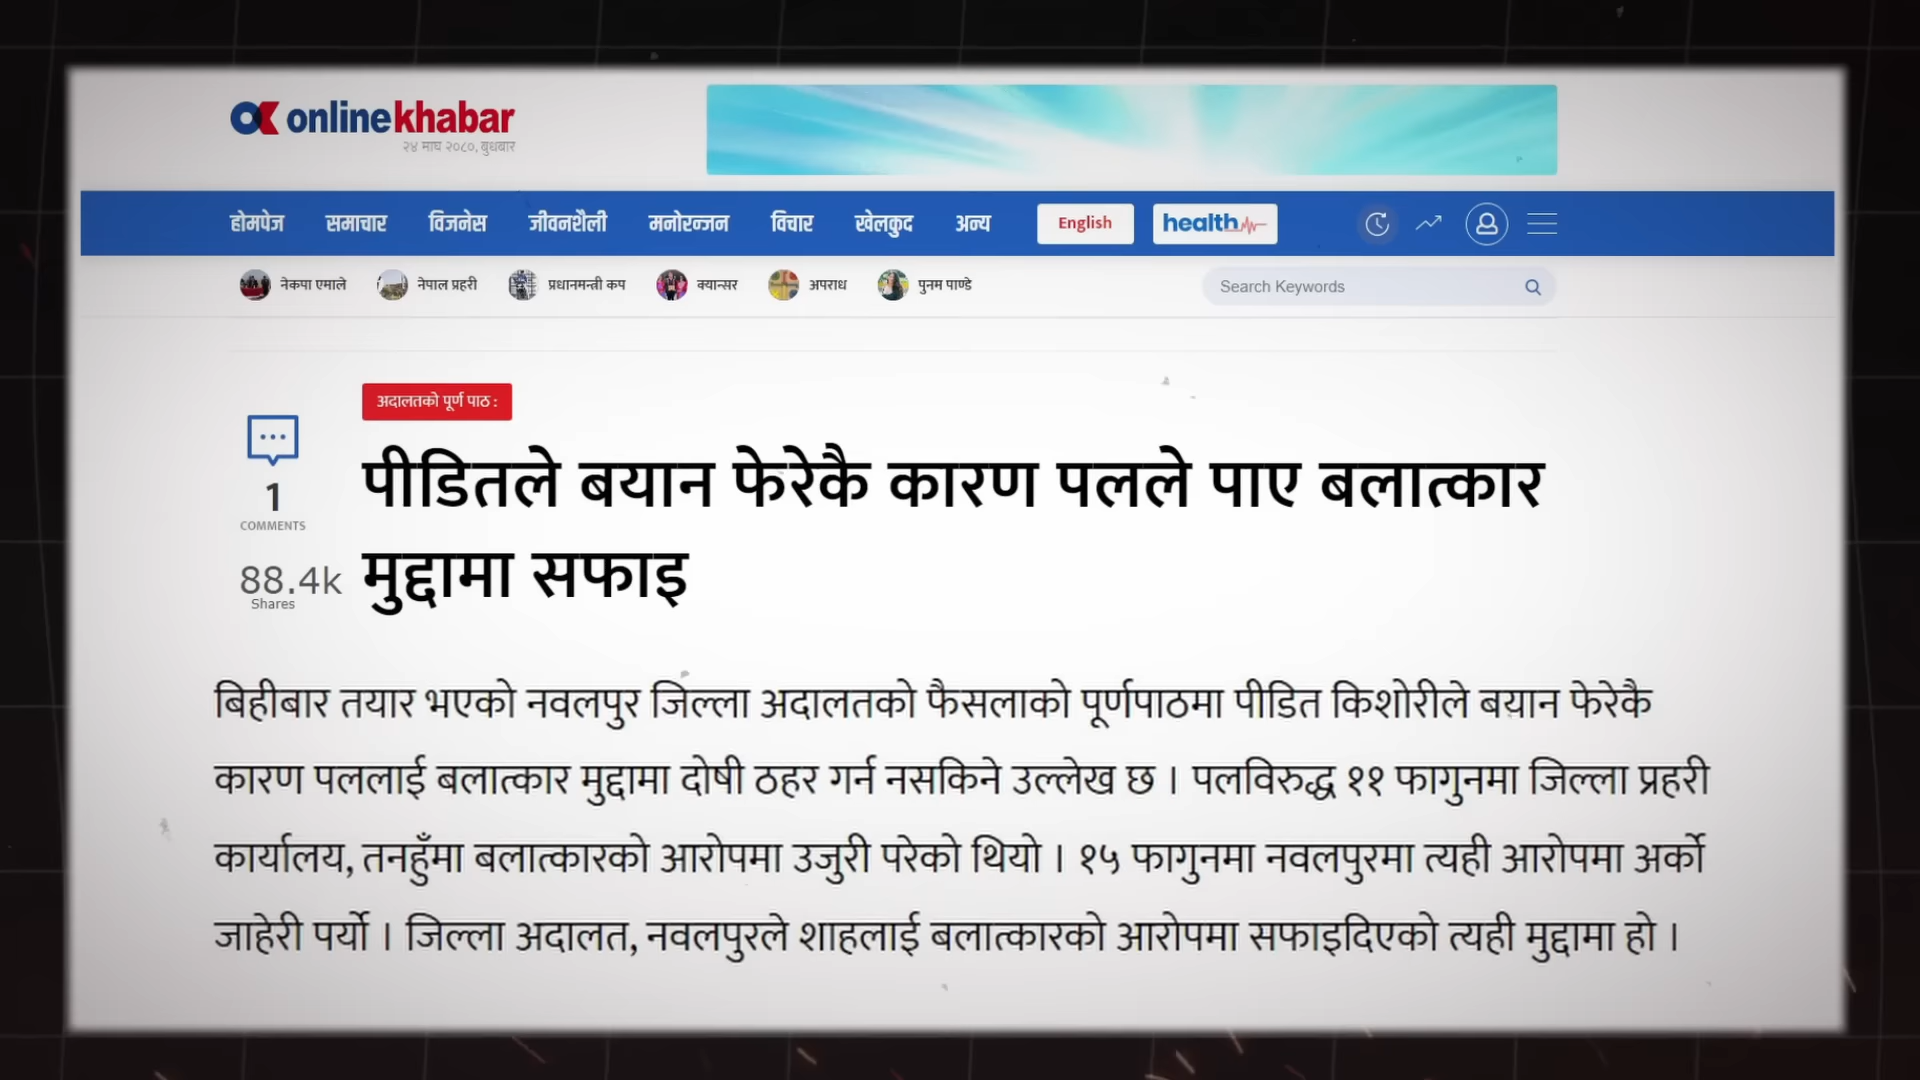 onlinekhabar
२४ माघ २०८०, बुधबार
होमपेज समाचार विजनेस जीवनशैली मनोरन्जन विचार खेलकुद अन्य English health
नेकपा एमाले नेपाल प्रहरी प्रधानमन्त्री कप क्यान्सर अपराध पुनम पाण्डे Search Keywords
अदालतको पूर्ण पाठ :
पीडितले बयान फेरेकै कारण पलले पाए बलात्कार
मुद्दामा सफाइ
1
COMMENTS
88.4k
Shares
बिहीबार तयार भएको नवलपुर जिल्ला अदालतको फैसलाको पूर्णपाठमा पीडित किशोरीले बयान फेरेकै
कारण पललाई बलात्कार मुद्दामा दोषी ठहर गर्न नसकिने उल्लेख छ । पलविरुद्ध ११ फागुनमा जिल्ला प्रहरी
कार्यालय, तनहुँमा बलात्कारको आरोपमा उजुरी परेको थियो । १५ फागुनमा नवलपुरमा त्यही आरोपमा अर्को
जाहेरी पर्यो । जिल्ला अदालत, नवलपुरले शाहलाई बलात्कारको आरोपमा सफाइदिएको त्यही मुद्दामा हो ।